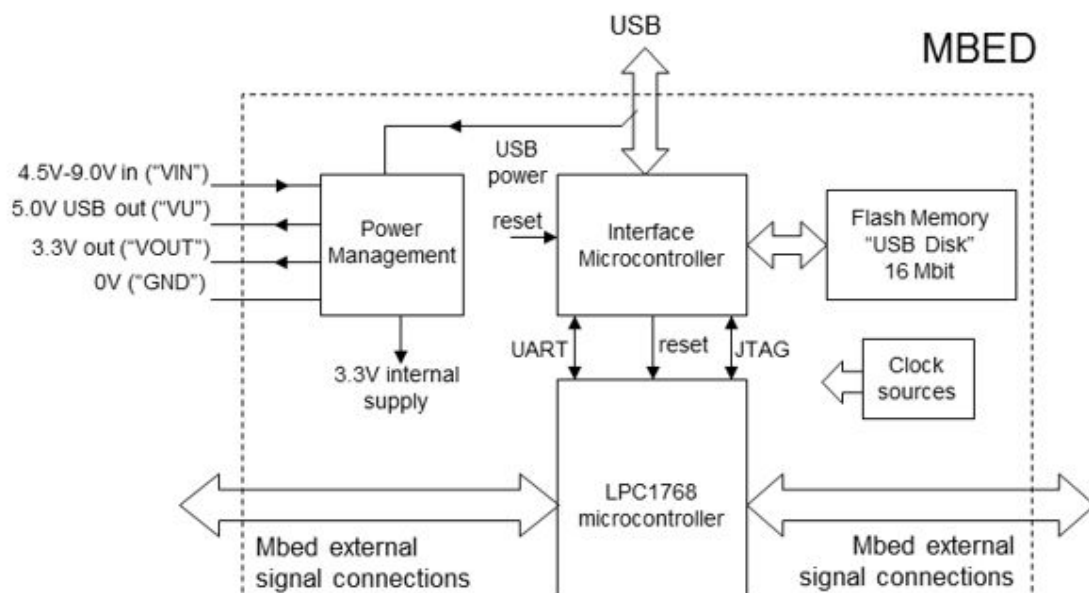 USB
MBED
USB
power
4.5V-9.0V in (“VIN”)
5.0V USB out (“VU”)
3.3V out (“VOUT”)
0V (“GND”)
Power
Management
reset
Interface
Microcontroller
Flash Memory
“USB Disk”
16 Mbit
UART
reset
JTAG
3.3V internal
supply
Clock
sources
LPC1768
microcontroller
Mbed external
signal connections
Mbed external
signal connections